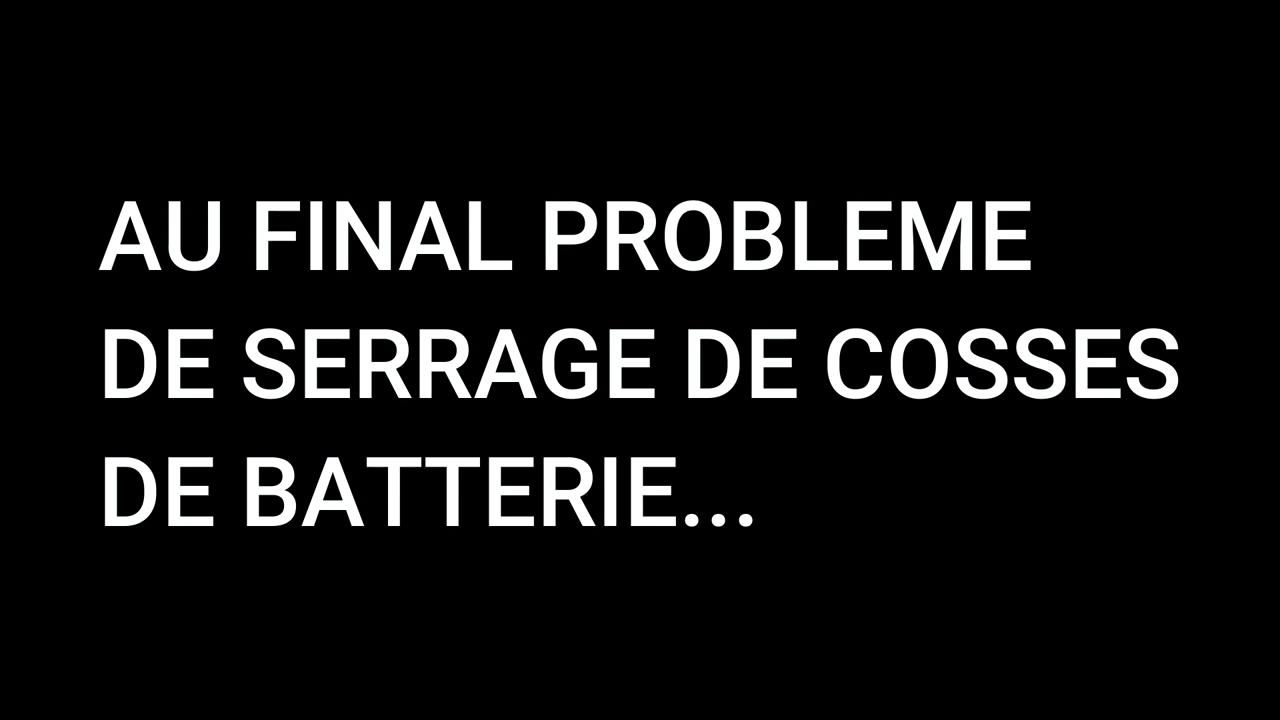 AU FINAL PROBLEME
DE SERRAGE DE COSSES
DE BATTERIE...